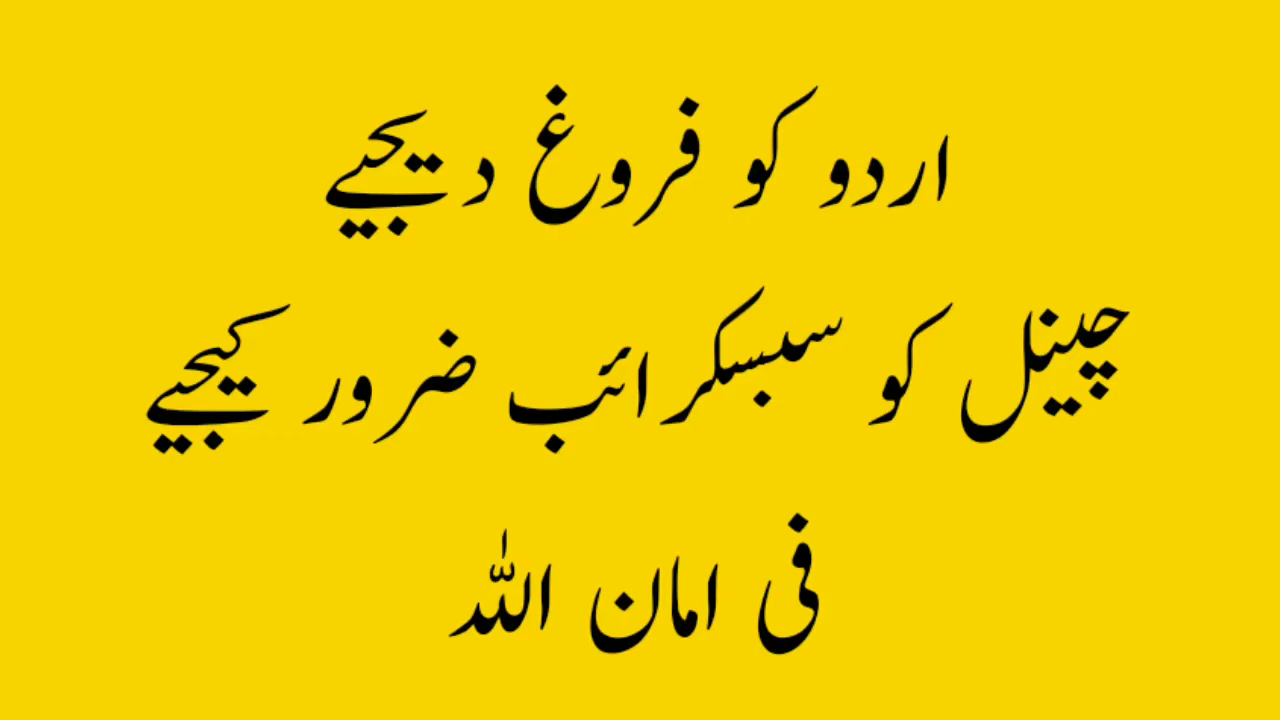 اردو کو فروغ دیجیے
چینل کو سبسکرائب ضرور کیجیے
فی امان اللہ